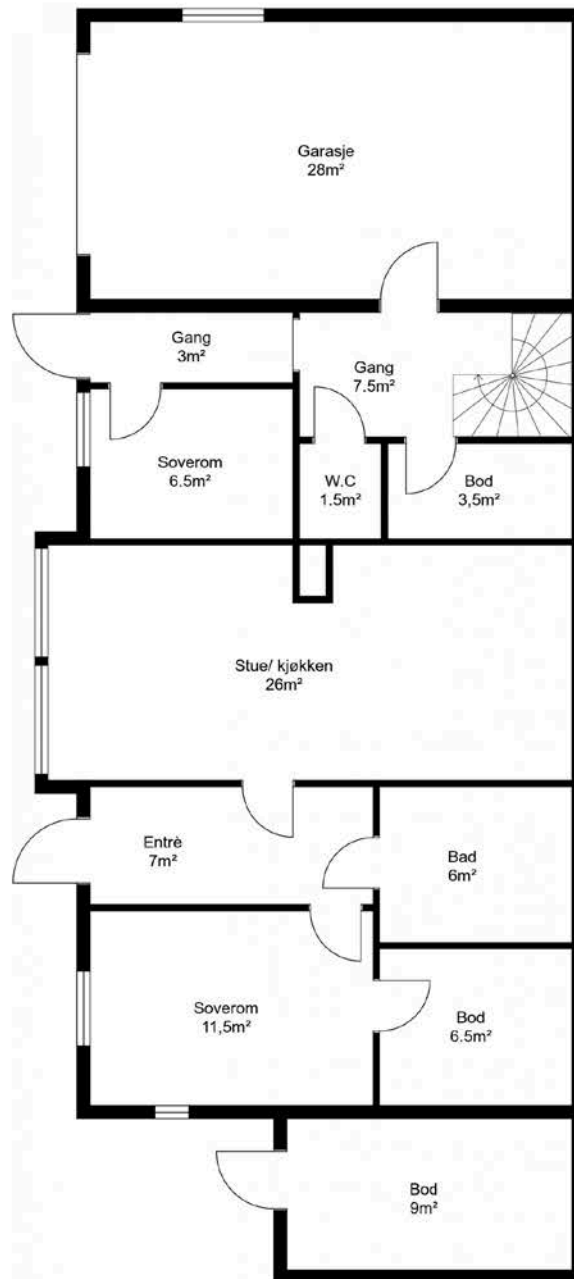 Garasje
28m²
Gang
3m²
Gang
7.5m²
Soverom
6.5m²
W.C
1.5m²
Bod
3,5m²
Stue/ kjøkken
26m²
Entrè
7m²
Bad
6m²
Soverom
11,5m²
Bod
6.5m²
Bod
9m²